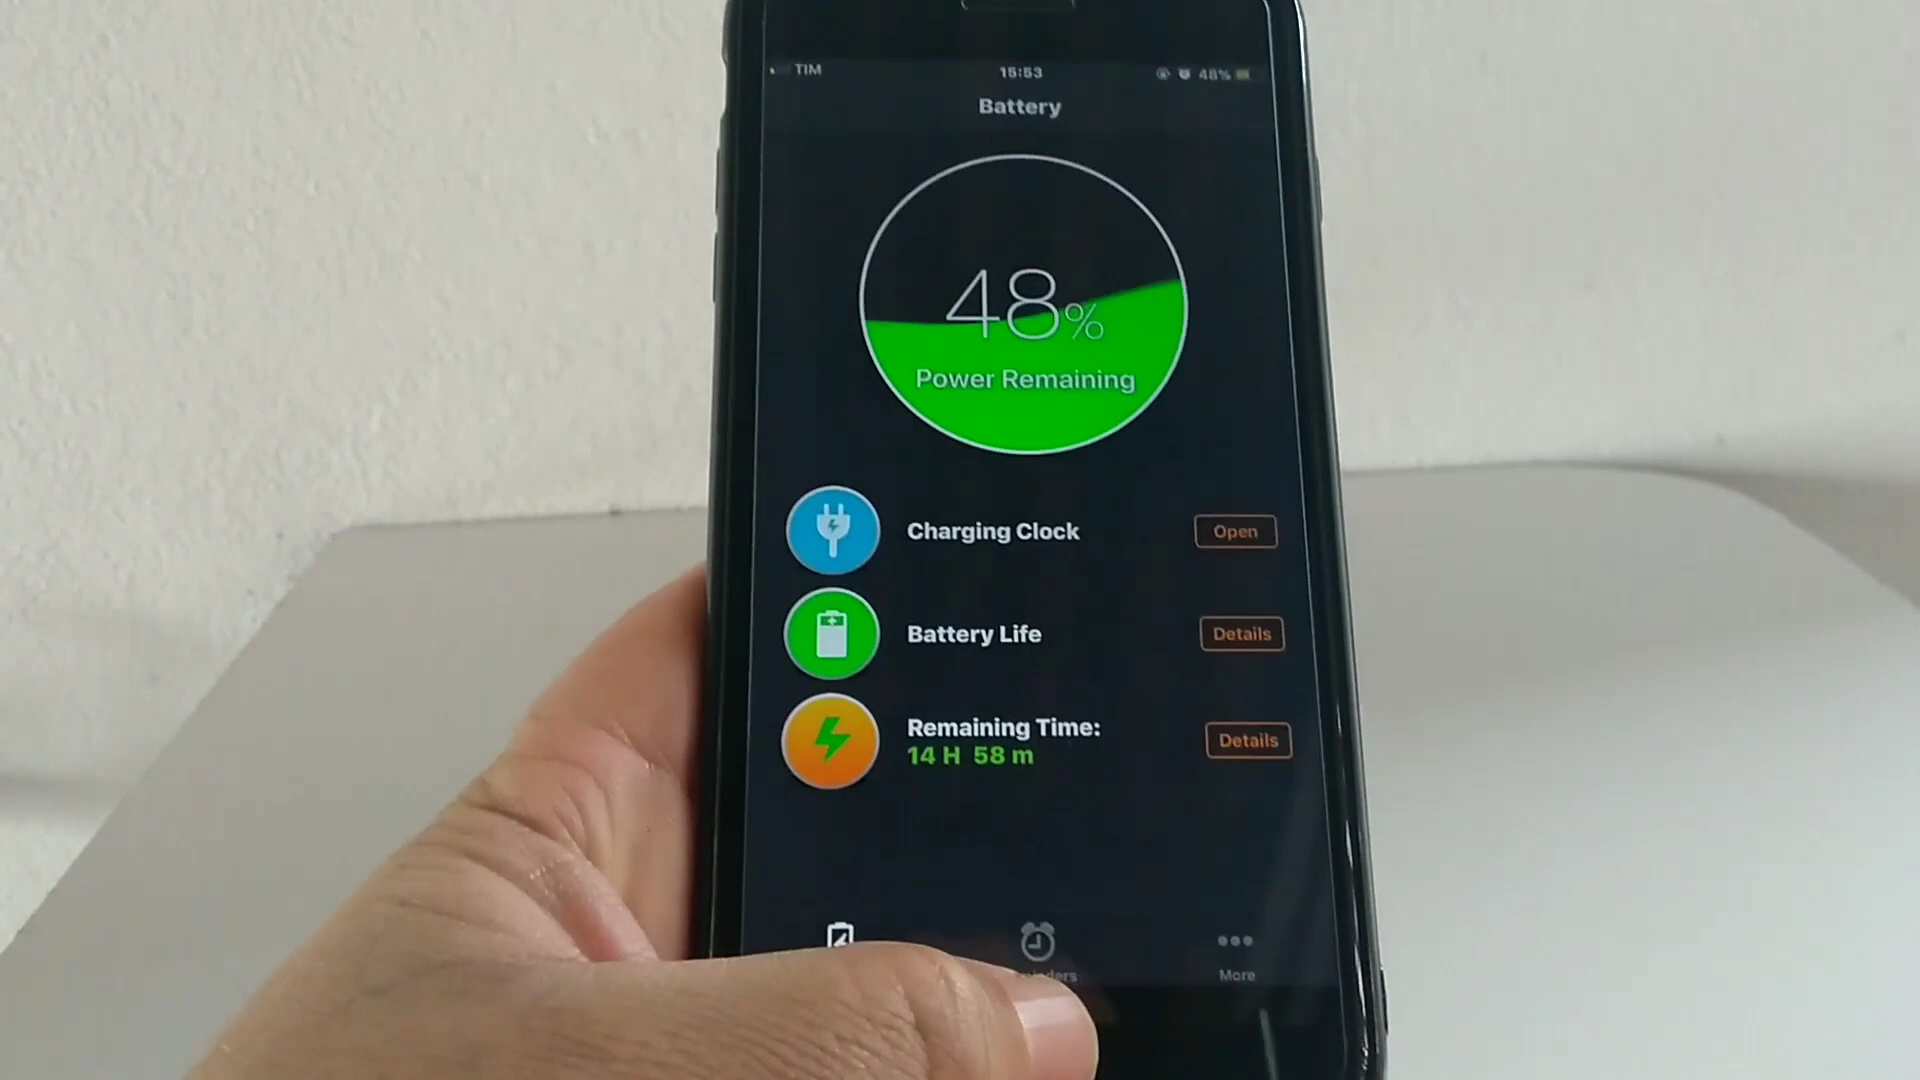 TIM 15:53 48%
Battery
48%
Power Remaining
Charging Clock Open
Battery Life Details
Remaining Time: Details
14 H 58 m
More